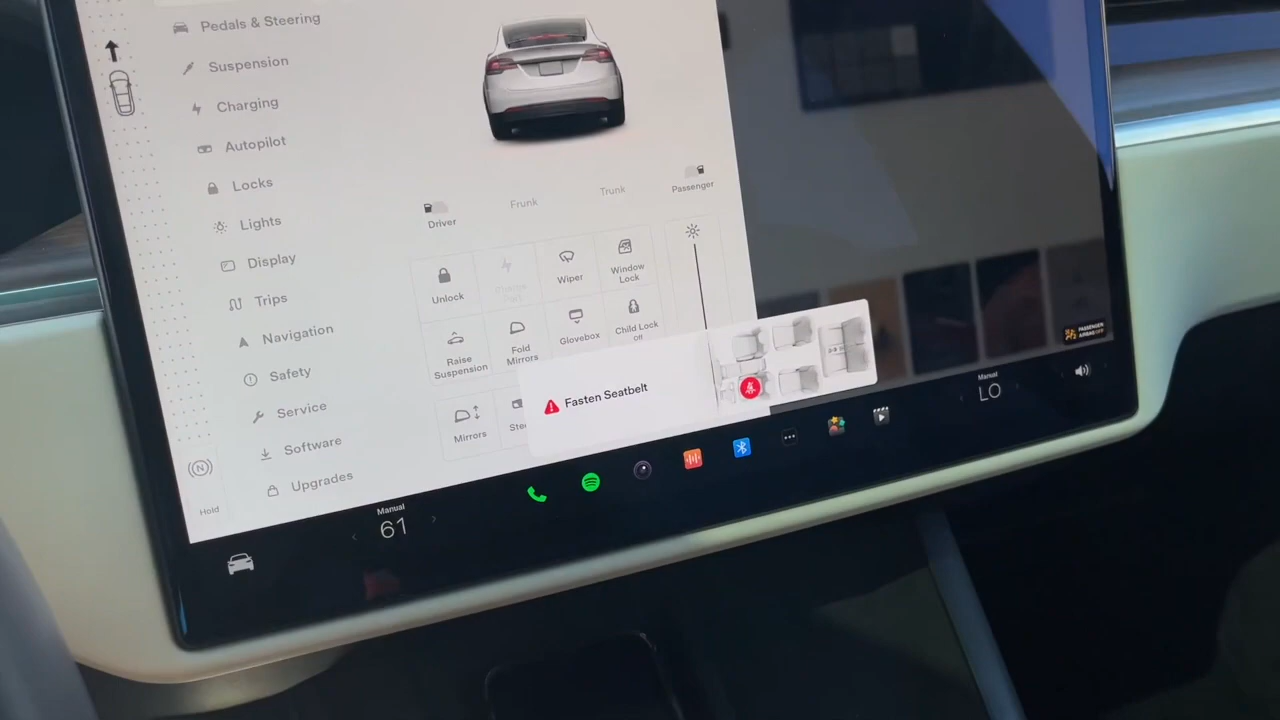 Pedals & Steering
Suspension
Charging
Autopilot
Locks
Lights
Display
Trips
Navigation
Safety
Service
Software
Upgrades
N
Hold
Driver
Frunk
Trunk
Passenger
Unlock
Wiper
Window
Lock
Raise
Suspension
Fold
Mirrors
Glovebox
Child Lock
Off
Mirrors
Stee
Fasten Seatbelt
PASSENGER
AIRBAG OFF
Manual
61
Manual
LO